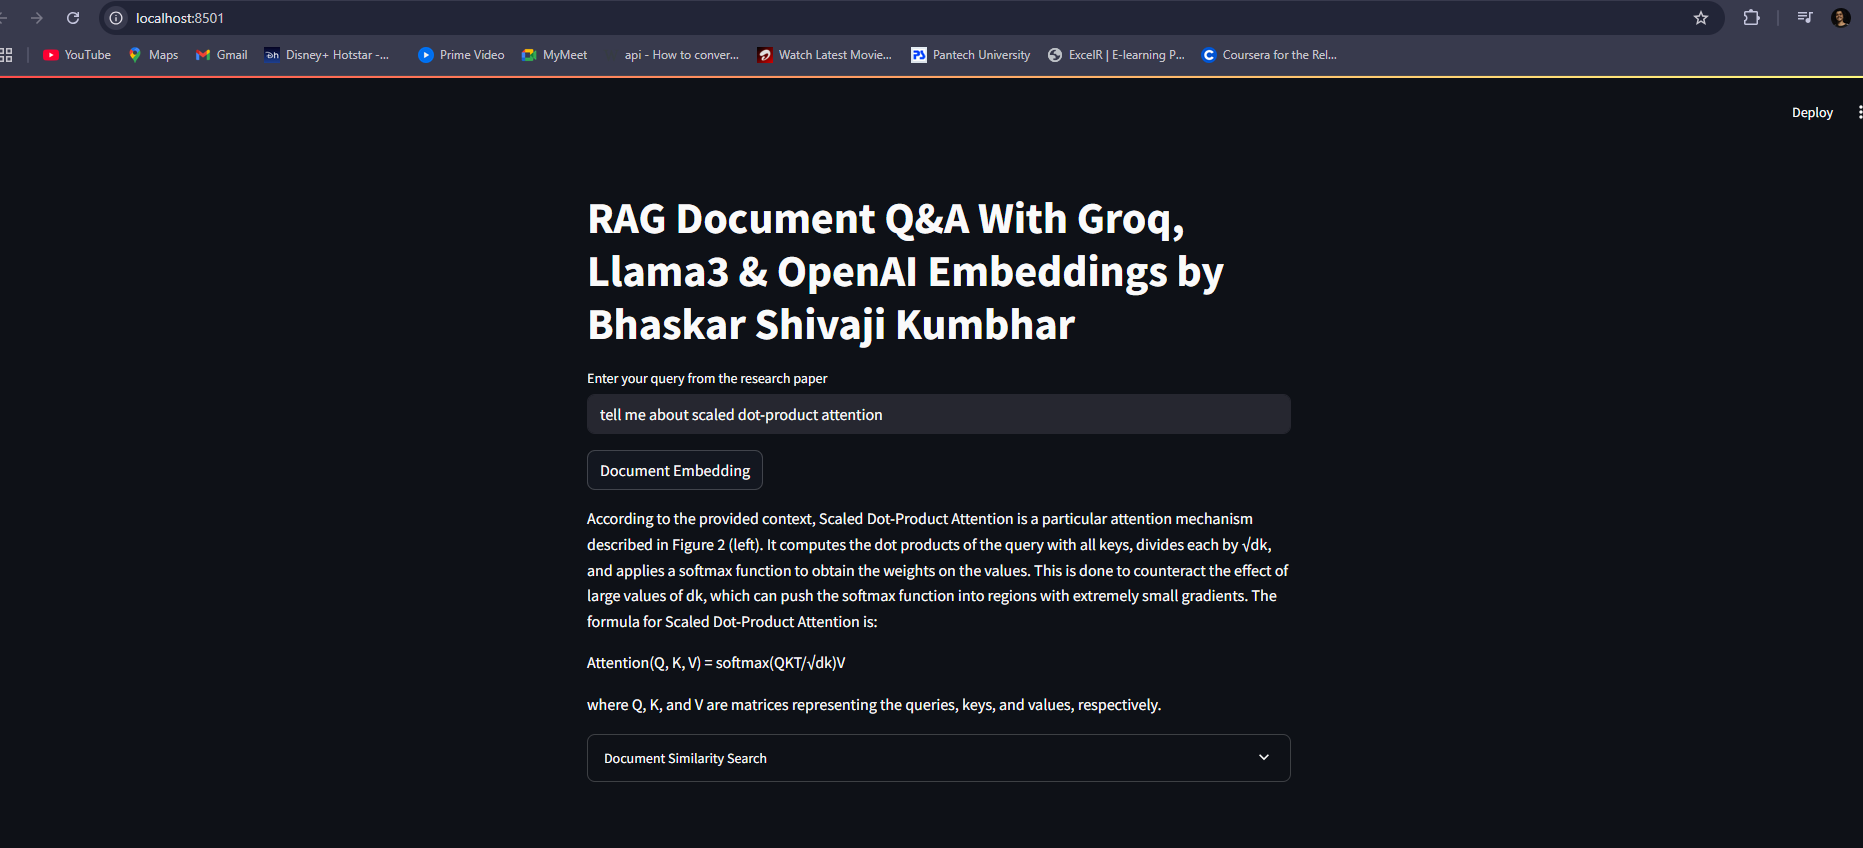 localhost:8501
YouTube Maps Gmail Disney+ Hotstar -... Prime Video MyMeet api - How to conver... Watch Latest Movie... Pantech University ExcelR | E-learning P... Coursera for the Rel...
Deploy
RAG Document Q&A With Groq,
Llama3 & OpenAI Embeddings by
Bhaskar Shivaji Kumbhar
Enter your query from the research paper
tell me about scaled dot-product attention
Document Embedding
According to the provided context, Scaled Dot-Product Attention is a particular attention mechanism
described in Figure 2 (left). It computes the dot products of the query with all keys, divides each by √dk,
and applies a softmax function to obtain the weights on the values. This is done to counteract the effect of
large values of dk, which can push the softmax function into regions with extremely small gradients. The
formula for Scaled Dot-Product Attention is:
Attention(Q, K, V) = softmax(QKT/√dk)V
where Q, K, and V are matrices representing the queries, keys, and values, respectively.
Document Similarity Search